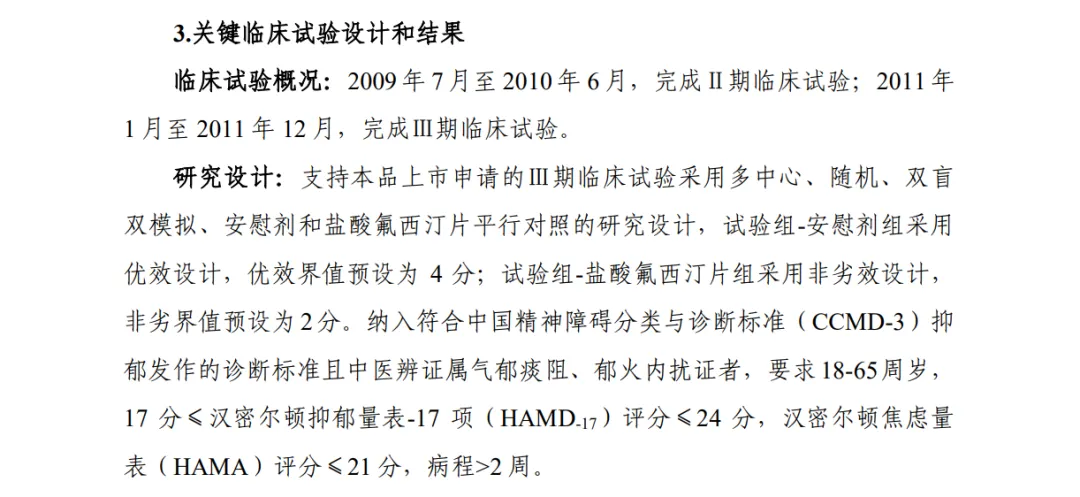 3.关键临床试验设计和结果
临床试验概况：2009 年 7 月至 2010 年 6 月，完成Ⅱ期临床试验；2011 年
1 月至 2011 年 12 月，完成Ⅲ期临床试验。
研究设计：支持本品上市申请的Ⅲ期临床试验采用多中心、随机、双盲
双模拟、安慰剂和盐酸氟西汀片平行对照的研究设计，试验组-安慰剂组采用
优效设计，优效界值预设为 4 分；试验组-盐酸氟西汀片组采用非劣效设计，
非劣界值预设为 2 分。纳入符合中国精神障碍分类与诊断标准（CCMD-3）抑
郁发作的诊断标准且中医辨证属气郁痰阻、郁火内扰证者，要求 18-65 周岁，
17 分≤汉密尔顿抑郁量表-17 项（HAMD-17）评分≤24 分，汉密尔顿焦虑量
表（HAMA）评分≤21 分，病程>2 周。